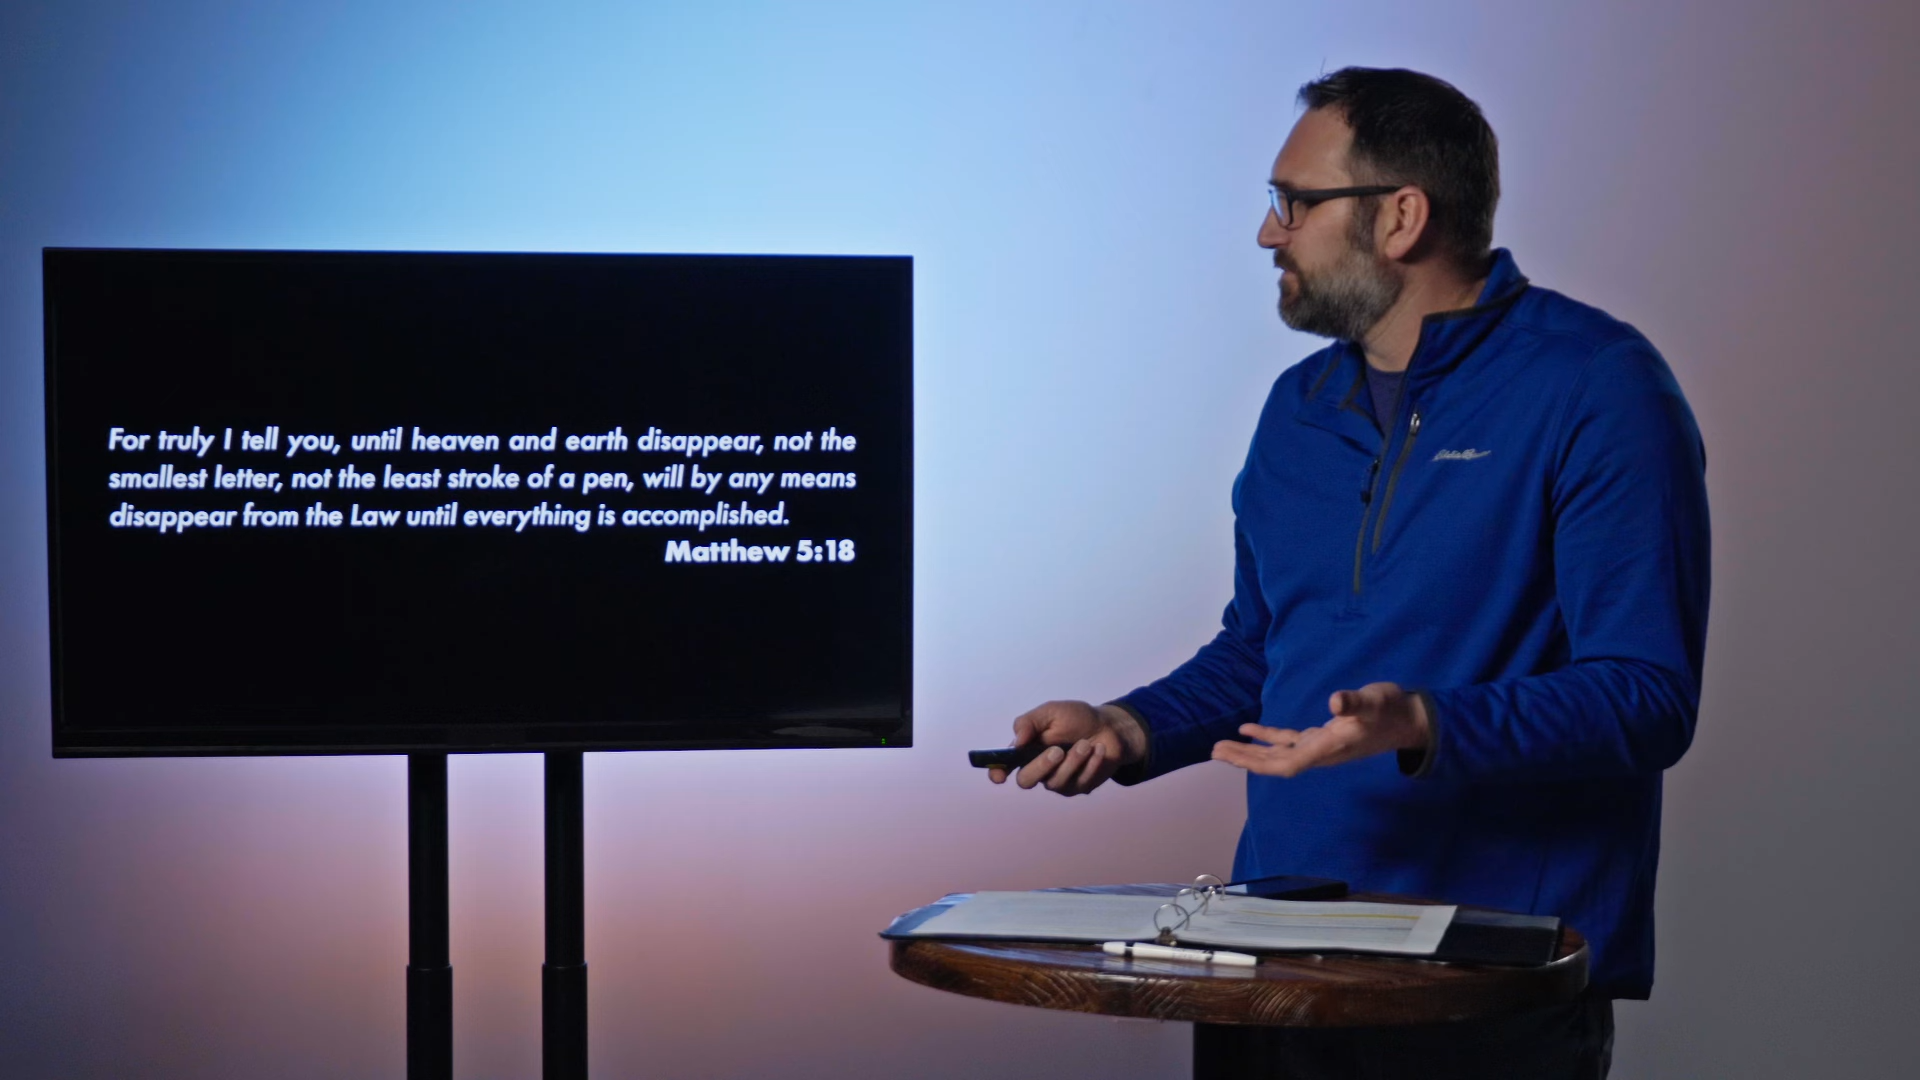 For truly I tell you, until heaven and earth disappear, not the
smallest letter, not the least stroke of a pen, will by any means
disappear from the Law until everything is accomplished.
Matthew 5:18